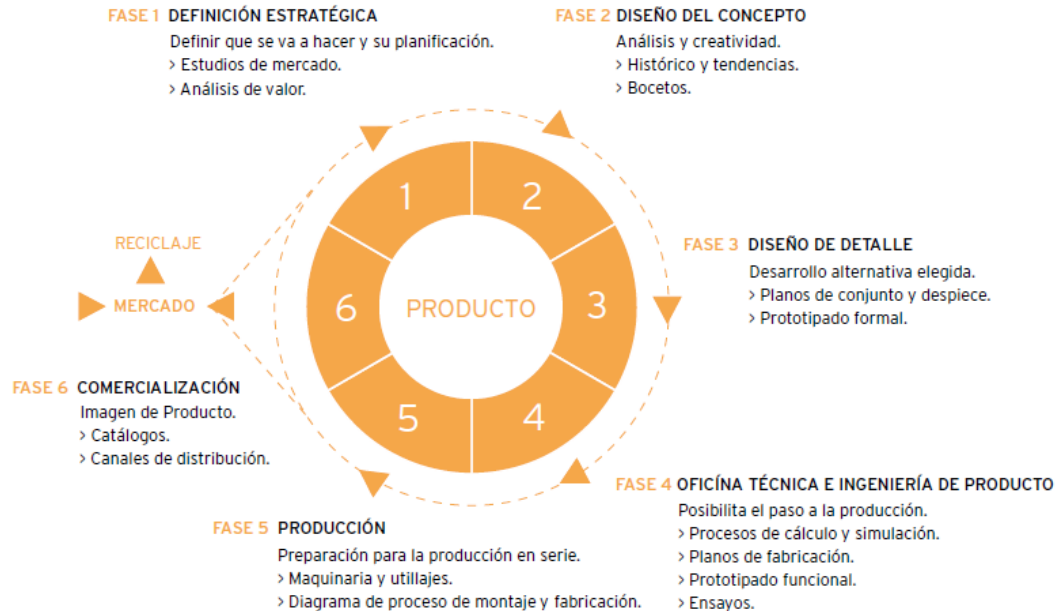 FASE 1 DEFINICIÓN ESTRATÉGICA
Definir que se va a hacer y su planificación.
> Estudios de mercado.
> Análisis de valor.
FASE 2 DISEÑO DEL CONCEPTO
Análisis y creatividad.
> Histórico y tendencias.
> Bocetos.
1
2
3
4
5
6
PRODUCTO
RECICLAJE
MERCADO
FASE 3 DISEÑO DE DETALLE
Desarrollo alternativa elegida.
> Planos de conjunto y despiece.
> Prototipado formal.
FASE 4 OFICÍNA TÉCNICA E INGENIERÍA DE PRODUCTO
Posibilita el paso a la producción.
> Procesos de cálculo y simulación.
> Planos de fabricación.
> Prototipado funcional.
> Ensayos.
FASE 5 PRODUCCIÓN
Preparación para la producción en serie.
> Maquinaria y utillajes.
> Diagrama de proceso de montaje y fabricación.
FASE 6 COMERCIALIZACIÓN
Imagen de Producto.
> Catálogos.
> Canales de distribución.